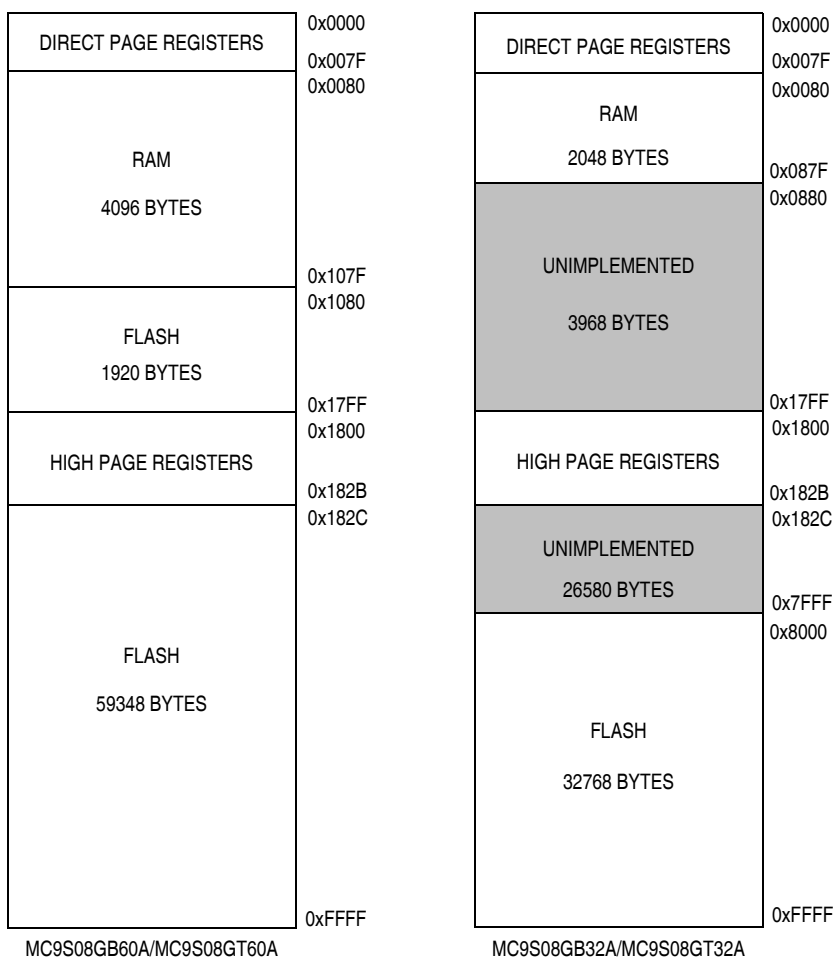 DIRECT PAGE REGISTERS
0x0000
0x007F
0x0080
RAM
4096 BYTES
0x107F
0x1080
FLASH
1920 BYTES
0x17FF
0x1800
HIGH PAGE REGISTERS
0x182B
0x182C
FLASH
59348 BYTES
0xFFFF
MC9S08GB60A/MC9S08GT60A
DIRECT PAGE REGISTERS
0x0000
0x007F
0x0080
RAM
2048 BYTES
0x087F
0x0880
UNIMPLEMENTED
3968 BYTES
0x17FF
0x1800
HIGH PAGE REGISTERS
0x182B
0x182C
UNIMPLEMENTED
26580 BYTES
0x7FFF
0x8000
FLASH
32768 BYTES
0xFFFF
MC9S08GB32A/MC9S08GT32A